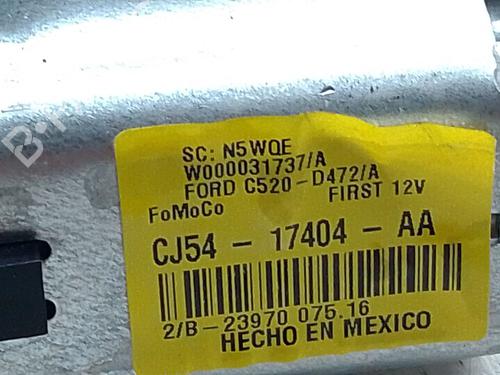 SC: N5WQE
W000031737/A
FORD C520-D472/A
FIRST 12V
FoMoCo
CJ54 - 17404 - AA
2/B-23970 075.16
HECHO EN MEXICO